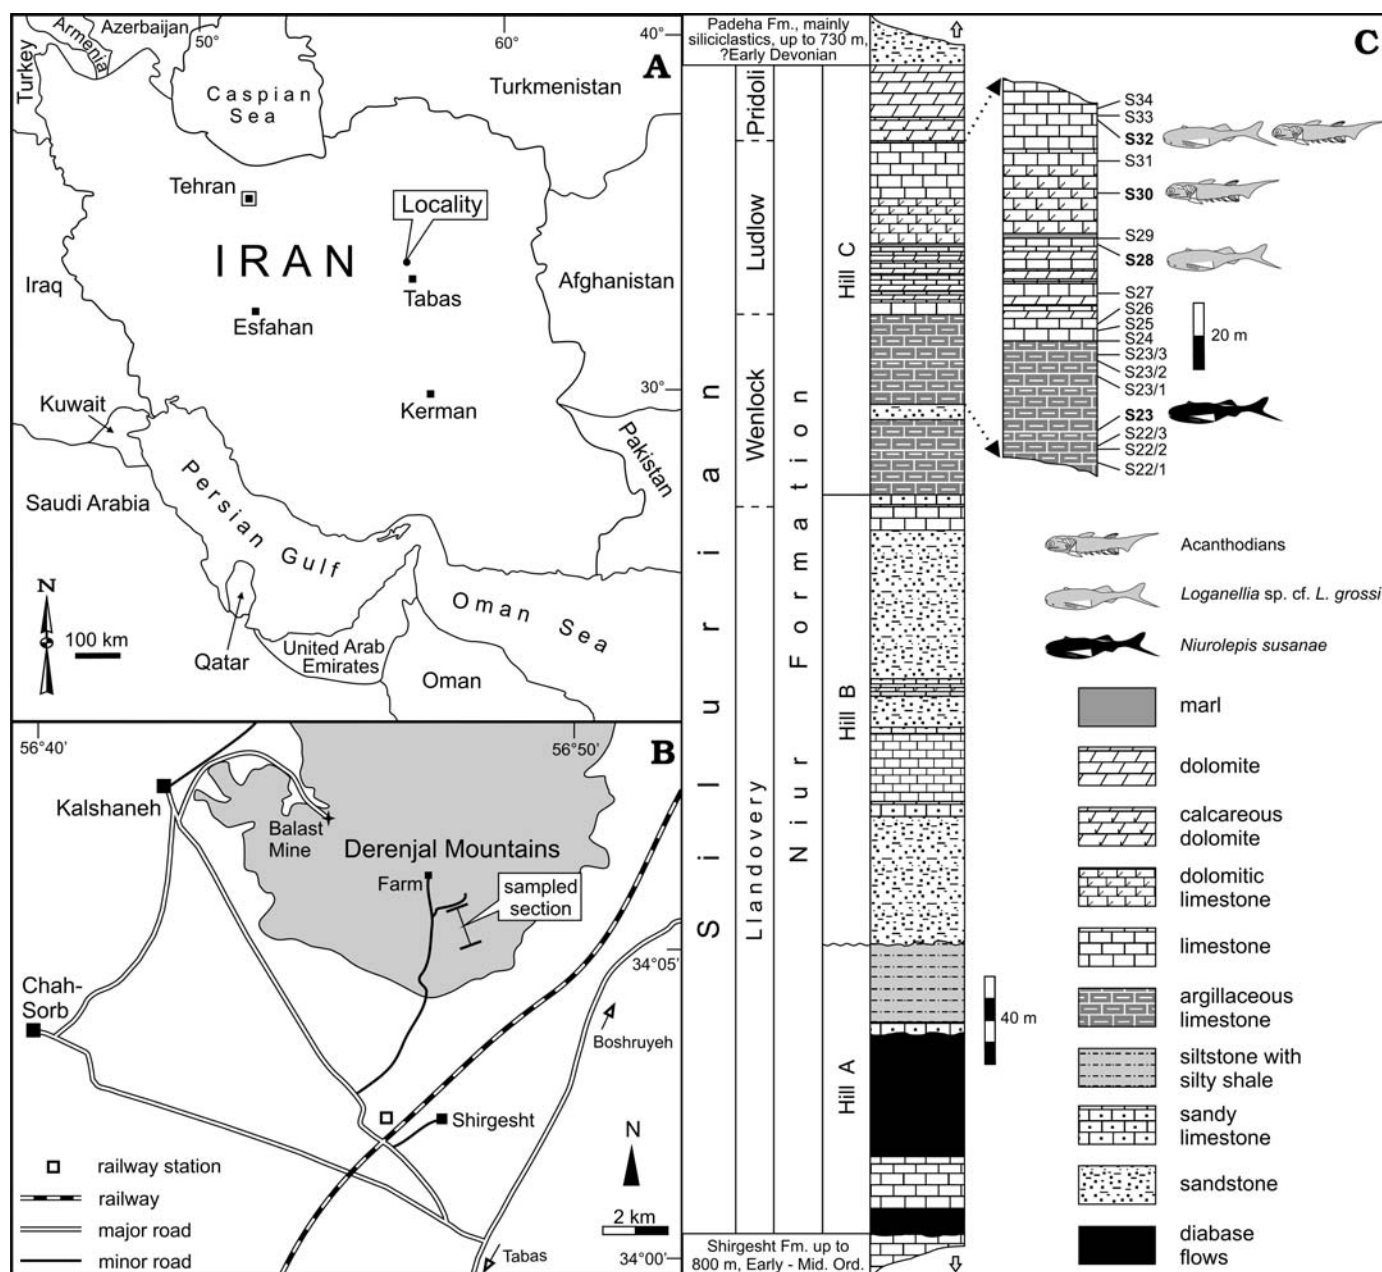 A
Azerbaijan
Armenia
Turkey
50°
60°
40°
Caspian
Sea
Turkmenistan
Tehran
Locality
IRAN
Iraq
Tabas
Afghanistan
Esfahan
30°
Kuwait
Kerman
Pakistan
Saudi Arabia
Persian Gulf
Oman Sea
N
100 km
Qatar
United Arab
Emirates
Oman
B
56°40'
56°50'
Kalshaneh
Balast
Mine
Derenjal Mountains
Farm
sampled
section
34°05'
Chah-
Sorb
Boshruyeh
Shirgesht
N
railway station
railway
major road
minor road
2 km
Tabas
34°00'
C
Padeha Fm., mainly
siliciclastics, up to 730 m,
?Early Devonian
Silurian
Pridoli
Ludlow
Wenlock
Llandovery
Niur Formation
Hill C
Hill B
Hill A
Shirgesht Fm. up to
800 m, Early - Mid. Ord.
40 m
S34
S33
S32
S31
S30
S29
S28
S27
S26
S25
S24
S23/3
S23/2
S23/1
S23
S22/3
S22/2
S22/1
20 m
Acanthodians
Loganellia sp. cf. L. grossi
Niurolepis susanae
marl
dolomite
calcareous
dolomite
dolomitic
limestone
limestone
argillaceous
limestone
siltstone with
silty shale
sandy
limestone
sandstone
diabase
flows